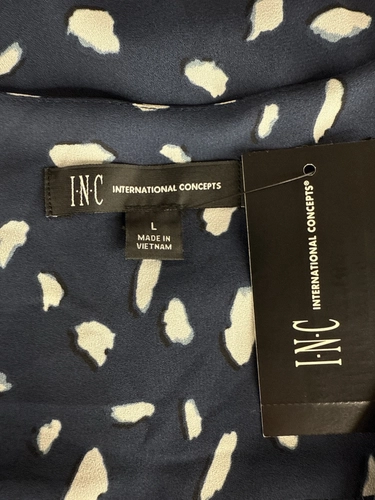 I·N·C INTERNATIONAL CONCEPTS
L
MADE IN
VIETNAM
I·N·C INTERNATIONAL CONCEPTS®